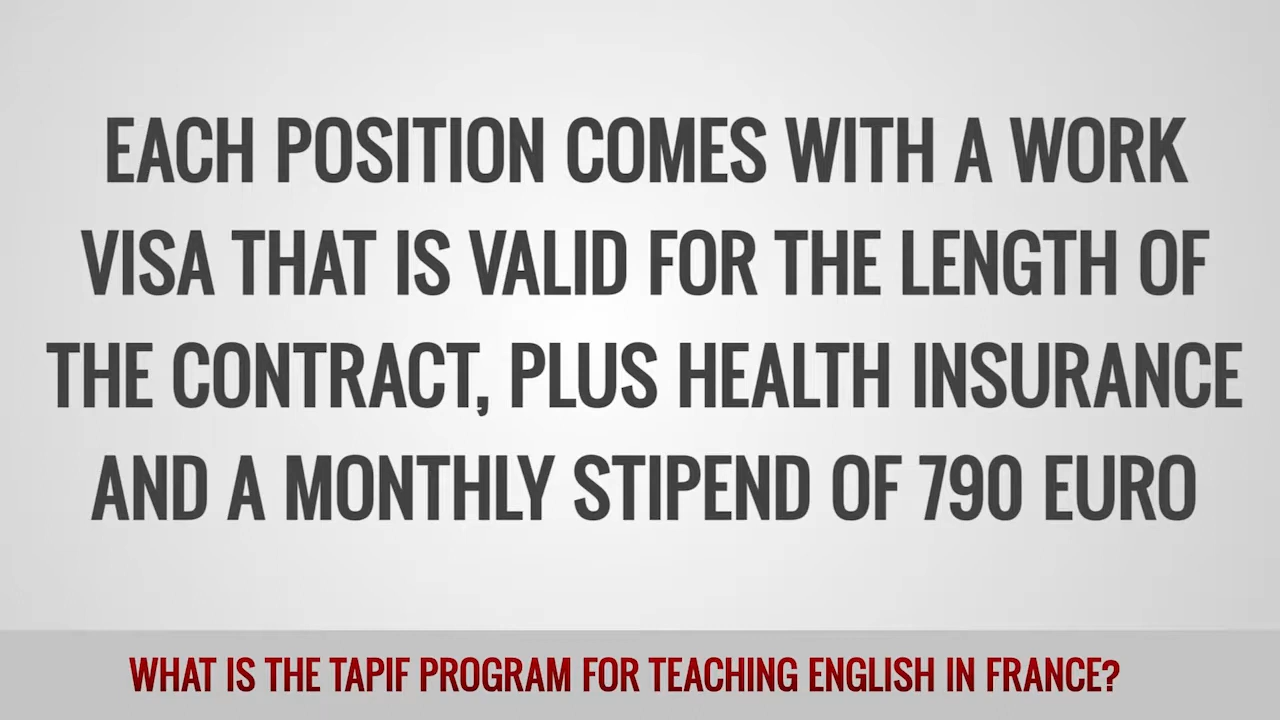 EACH POSITION COMES WITH A WORK
VISA THAT IS VALID FOR THE LENGTH OF
THE CONTRACT, PLUS HEALTH INSURANCE
AND A MONTHLY STIPEND OF 790 EURO
WHAT IS THE TAPIF PROGRAM FOR TEACHING ENGLISH IN FRANCE?